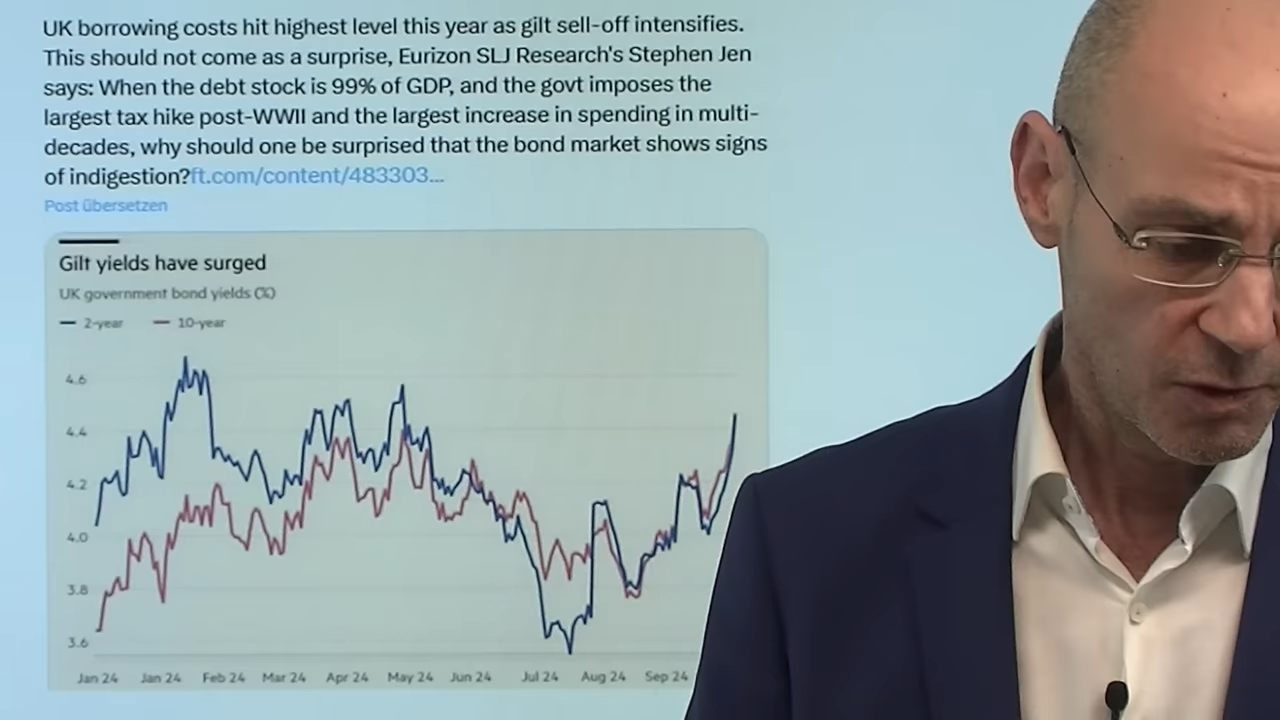 UK borrowing costs hit highest level this year as gilt sell-off intensifies.
This should not come as a surprise, Eurizon SLJ Research's Stephen Jen
says: When the debt stock is 99% of GDP, and the govt imposes the
largest tax hike post-WWII and the largest increase in spending in multi-
decades, why should one be surprised that the bond market shows signs
of indigestion?ft.com/content/483303...
Post übersetzen
Gilt yields have surged
UK government bond yields (%)
2-year 10-year
4.6
4.4
4.2
4.0
3.8
3.6
Jan 24 Jan 24 Feb 24 Mar 24 Apr 24 May 24 Jun 24 Jul 24 Aug 24 Sep 24